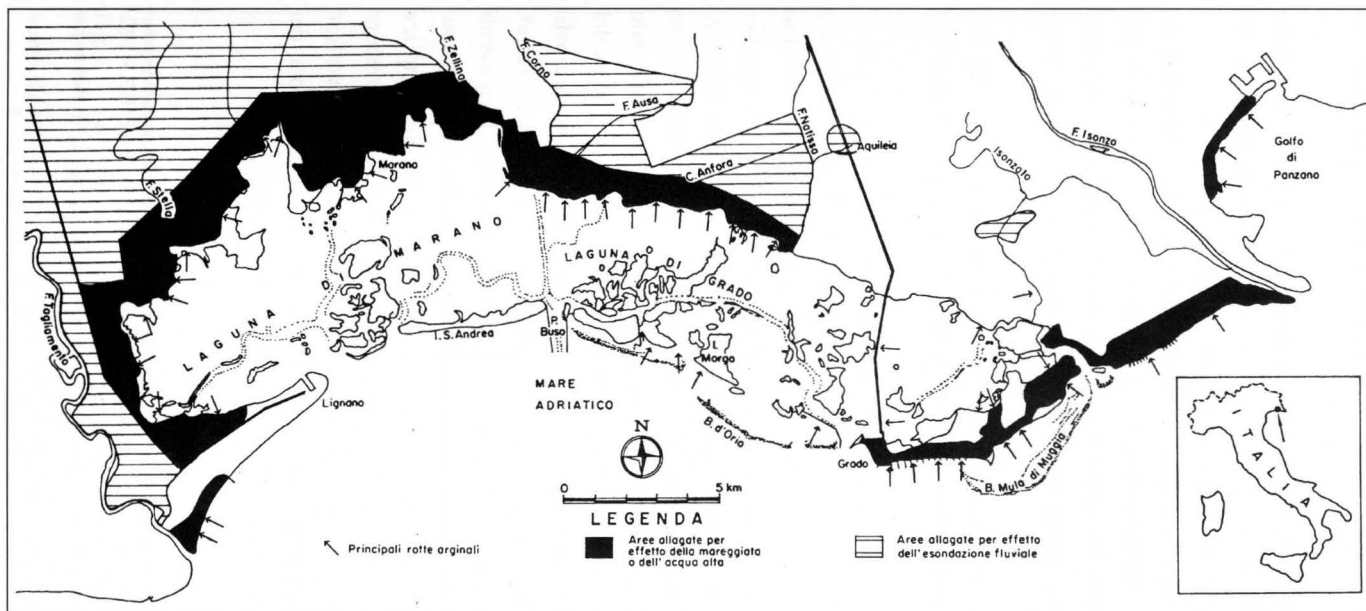 F. Zellina
F. Corno
F. Ausa
F. Natissa
Aquileia
F. Isonzo
Isonzato
Golfo
di
Panzano
F. Stella
Marano
C. Anfora
F. Tagliamento
LAGUNA DI MARANO
LAGUNA DI GRADO
I. S. Andrea
P.
Buso
I.
Morgo
Lignano
MARE
ADRIATICO
B. d'Orio
Grado
B. Mula di Muggia
N
0 5 km
LEGENDA
Principali rotte arginali
Aree allagate per
effetto della mareggiata
o dell'acqua alta
Aree allagate per effetto
dell'esondazione fluviale
ITALIA